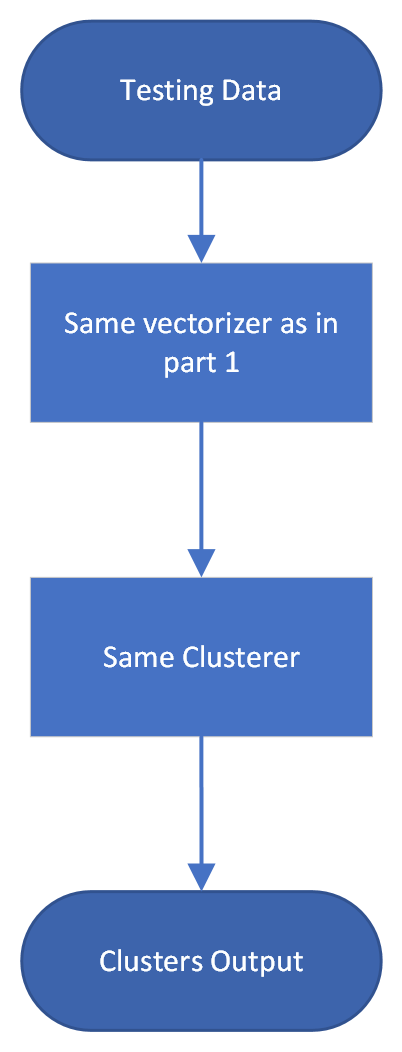 Testing Data
Same vectorizer as in
part 1
Same Clusterer
Clusters Output